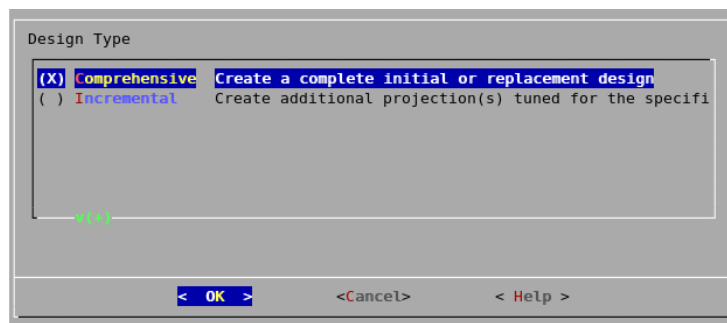 Design Type
(X) Comprehensive Create a complete initial or replacement design
( ) Incremental Create additional projection(s) tuned for the specifi
v(+)
< OK > <Cancel> < Help >